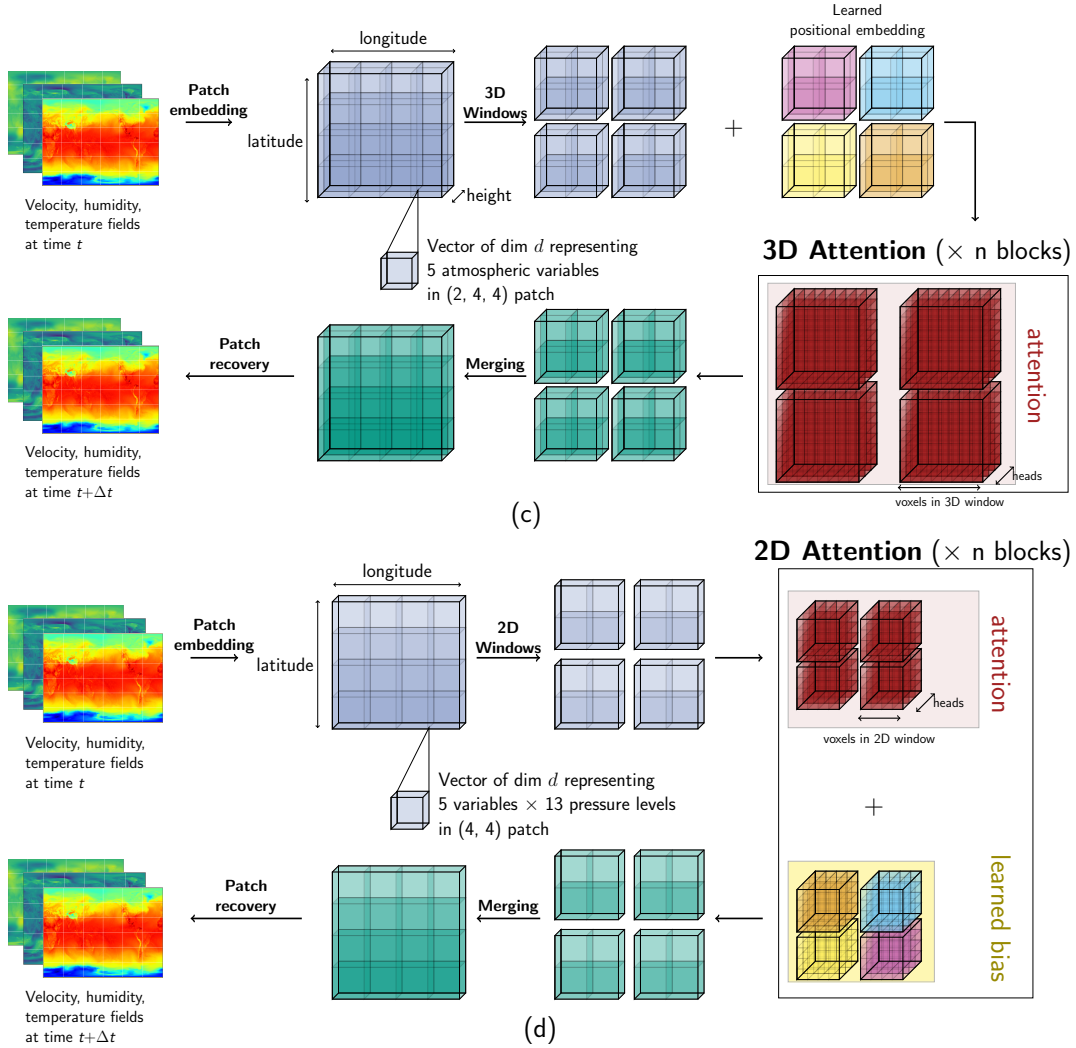 Learned
positional embedding
longitude
Patch
embedding
3D
Windows
+
latitude
height
Velocity, humidity,
temperature fields
at time t
Vector of dim d representing
5 atmospheric variables
in (2, 4, 4) patch
3D Attention (× n blocks)
attention
Patch
recovery
Merging
heads
voxels in 3D window
Velocity, humidity,
temperature fields
at time t+Δt
(c)
2D Attention (× n blocks)
longitude
Patch
embedding
2D
Windows
latitude
attention
heads
voxels in 2D window
Velocity, humidity,
temperature fields
at time t
Vector of dim d representing
5 variables × 13 pressure levels
in (4, 4) patch
+
Patch
recovery
Merging
learned bias
Velocity, humidity,
temperature fields
at time t+Δt
(d)